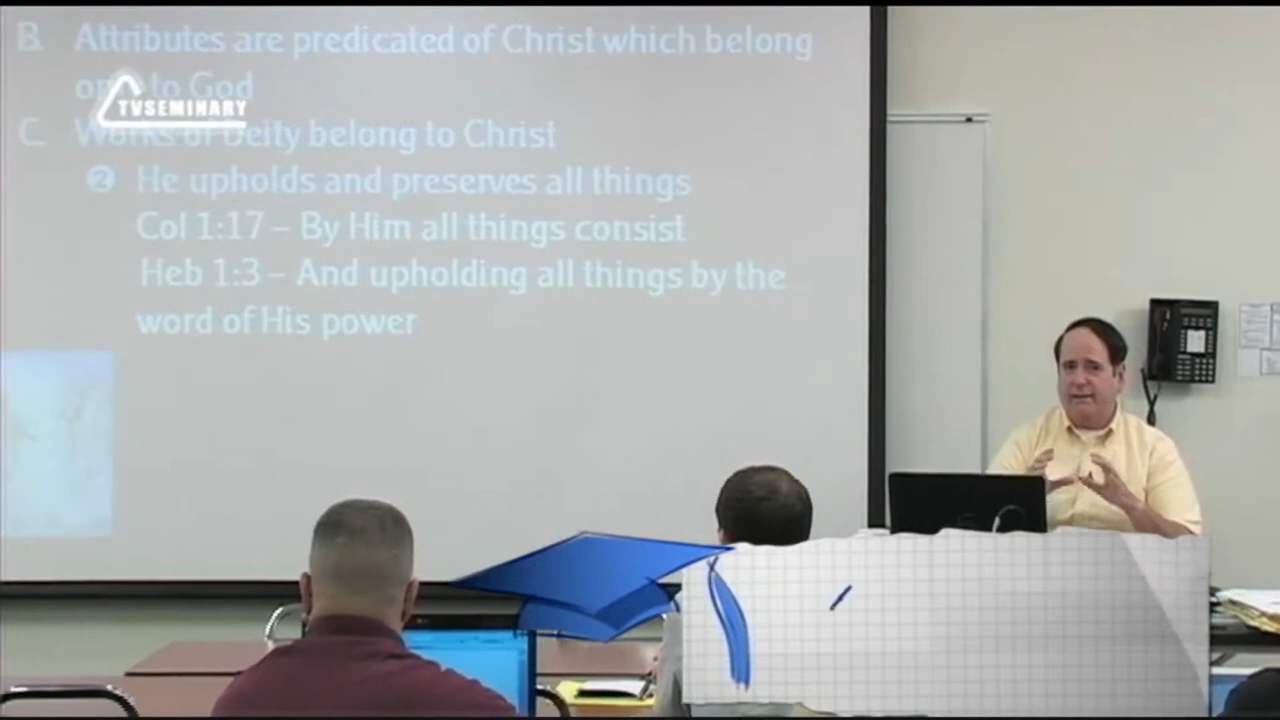 B. Attributes are predicated of Christ which belong
only to God
TVSEMINARY
C. Works of Deity belong to Christ
2 He upholds and preserves all things
Col 1:17 – By Him all things consist
Heb 1:3 – And upholding all things by the
word of His power